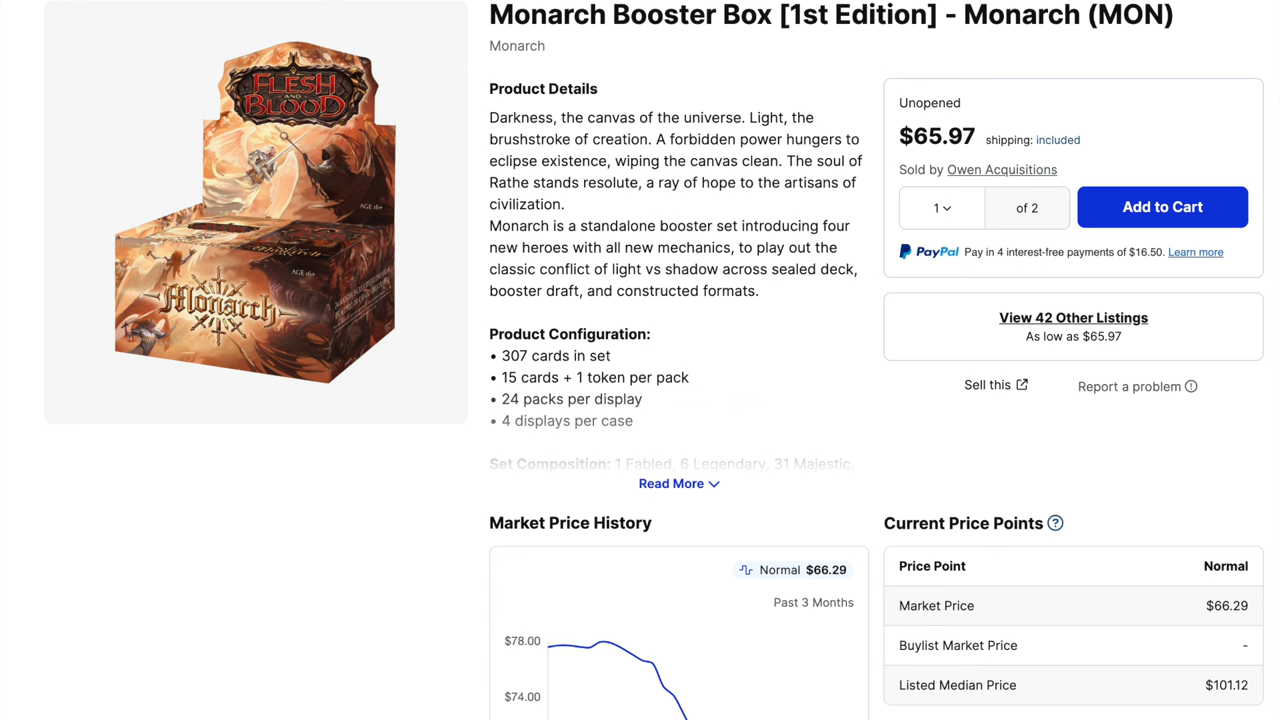 Monarch Booster Box [1st Edition] - Monarch (MON)
Monarch
FLESH
AND
BLOOD
AGE 16+
AGE 16+
Monarch
Product Details
Darkness, the canvas of the universe. Light, the
brushstroke of creation. A forbidden power hungers to
eclipse existence, wiping the canvas clean. The soul of
Rathe stands resolute, a ray of hope to the artisans of
civilization.
Monarch is a standalone booster set introducing four
new heroes with all new mechanics, to play out the
classic conflict of light vs shadow across sealed deck,
booster draft, and constructed formats.
Product Configuration:
• 307 cards in set
• 15 cards + 1 token per pack
• 24 packs per display
• 4 displays per case
Set Composition: 1 Fabled, 6 Legendary, 31 Majestic,
Read More
Unopened
$65.97 shipping: included
Sold by Owen Acquisitions
1 of 2 Add to Cart
PayPal Pay in 4 interest-free payments of $16.50. Learn more
View 42 Other Listings
As low as $65.97
Sell this Report a problem
Market Price History
Normal $66.29
Past 3 Months
$78.00
$74.00
Current Price Points ?
Price Point Normal
Market Price $66.29
Buylist Market Price -
Listed Median Price $101.12